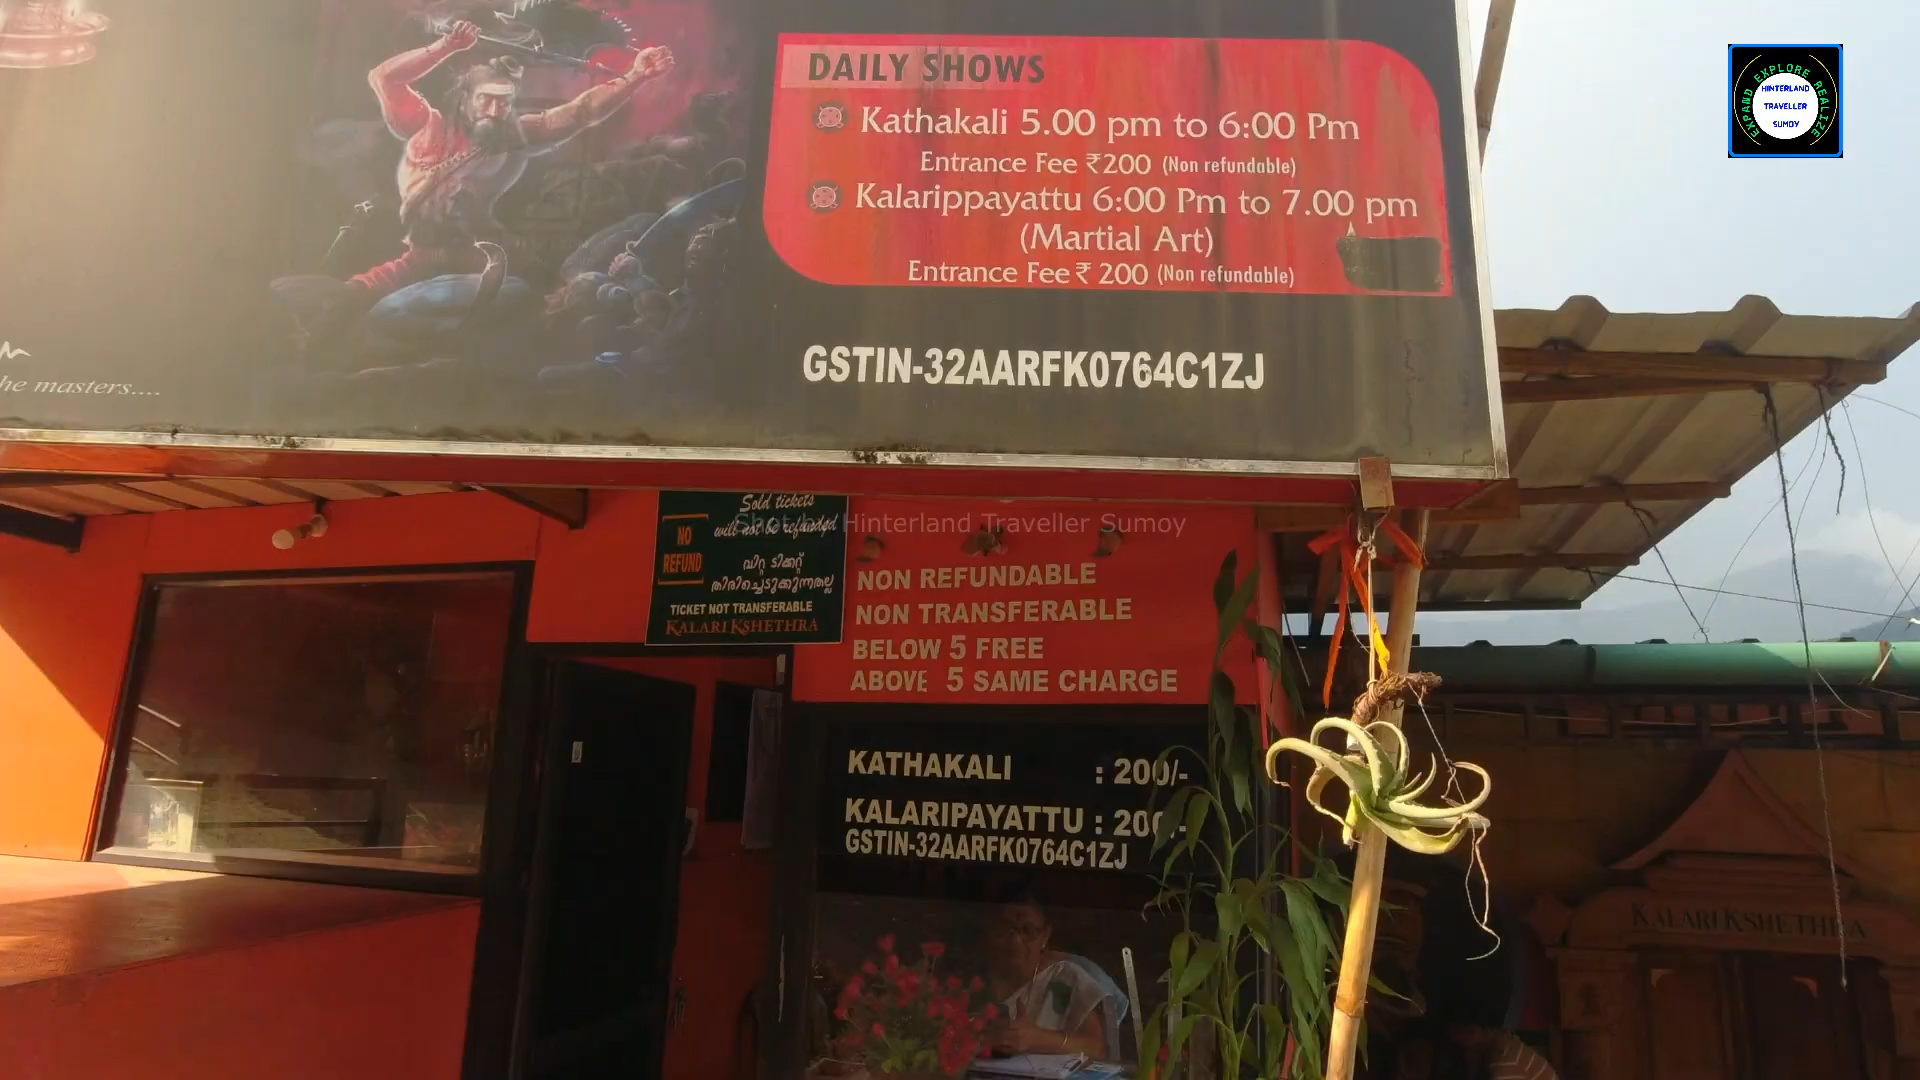 DAILY SHOWS
Kathakali 5.00 pm to 6:00 Pm
Entrance Fee ₹200 (Non refundable)
Kalarippayattu 6:00 Pm to 7.00 pm
(Martial Art)
Entrance Fee ₹ 200 (Non refundable)
GSTIN-32AARFK0764C1ZJ
masters....
EXPAND EXPLORE REALIZE
HINTERLAND
TRAVELLER
SUMOY
Sold tickets
will not be refunded
NO
REFUND
വിറ്റ ടിക്കറ്റ്
തിരിച്ചെടുക്കുന്നതല്ല
TICKET NOT TRANSFERABLE
KALARI KSHETHRA
Hinterland Traveller Sumoy
NON REFUNDABLE
NON TRANSFERABLE
BELOW 5 FREE
ABOVE 5 SAME CHARGE
KATHAKALI : 200/-
KALARIPAYATTU : 200/-
GSTIN-32AARFK0764C1ZJ
KALARI KSHETHRA